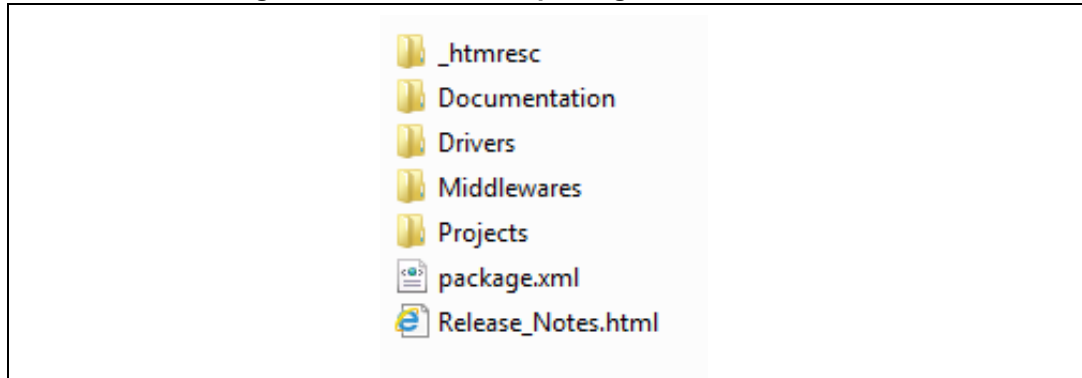 _htmresc
Documentation
Drivers
Middlewares
Projects
package.xml
Release_Notes.html